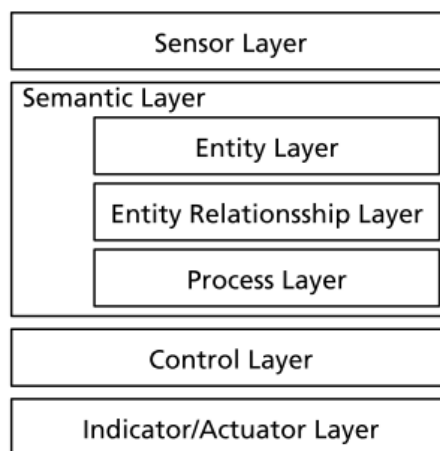 Sensor Layer
Semantic Layer
Entity Layer
Entity Relationsship Layer
Process Layer
Control Layer
Indicator/Actuator Layer